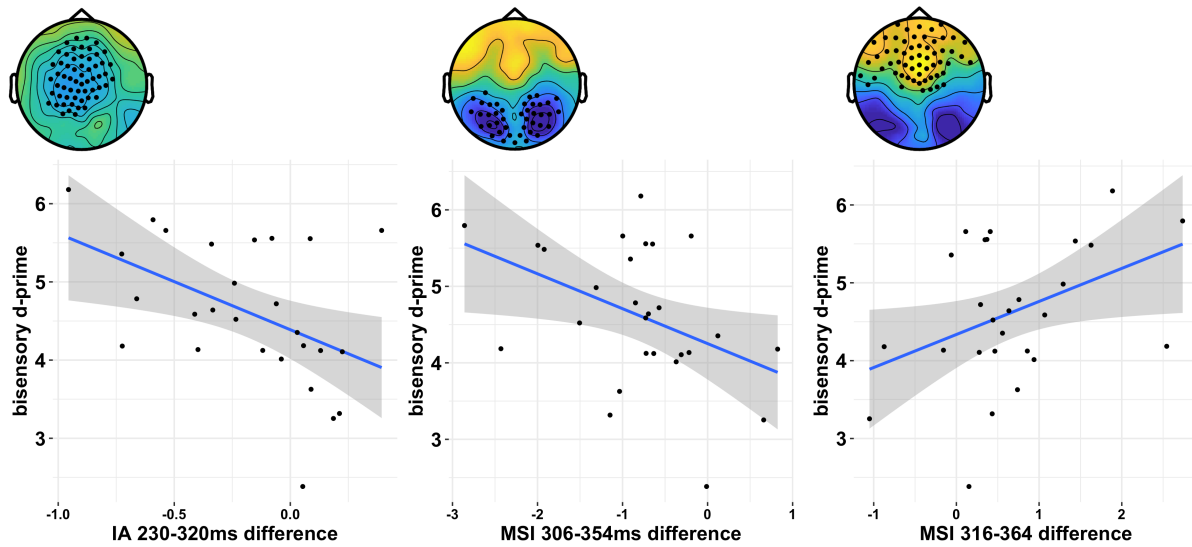 bisensory d-prime
6
5
4
3
-1.0 -0.5 0.0
IA 230-320ms difference
bisensory d-prime
6
5
4
3
-3 -2 -1 0 1
MSI 306-354ms difference
bisensory d-prime
6
5
4
3
-1 0 1 2
MSI 316-364 difference